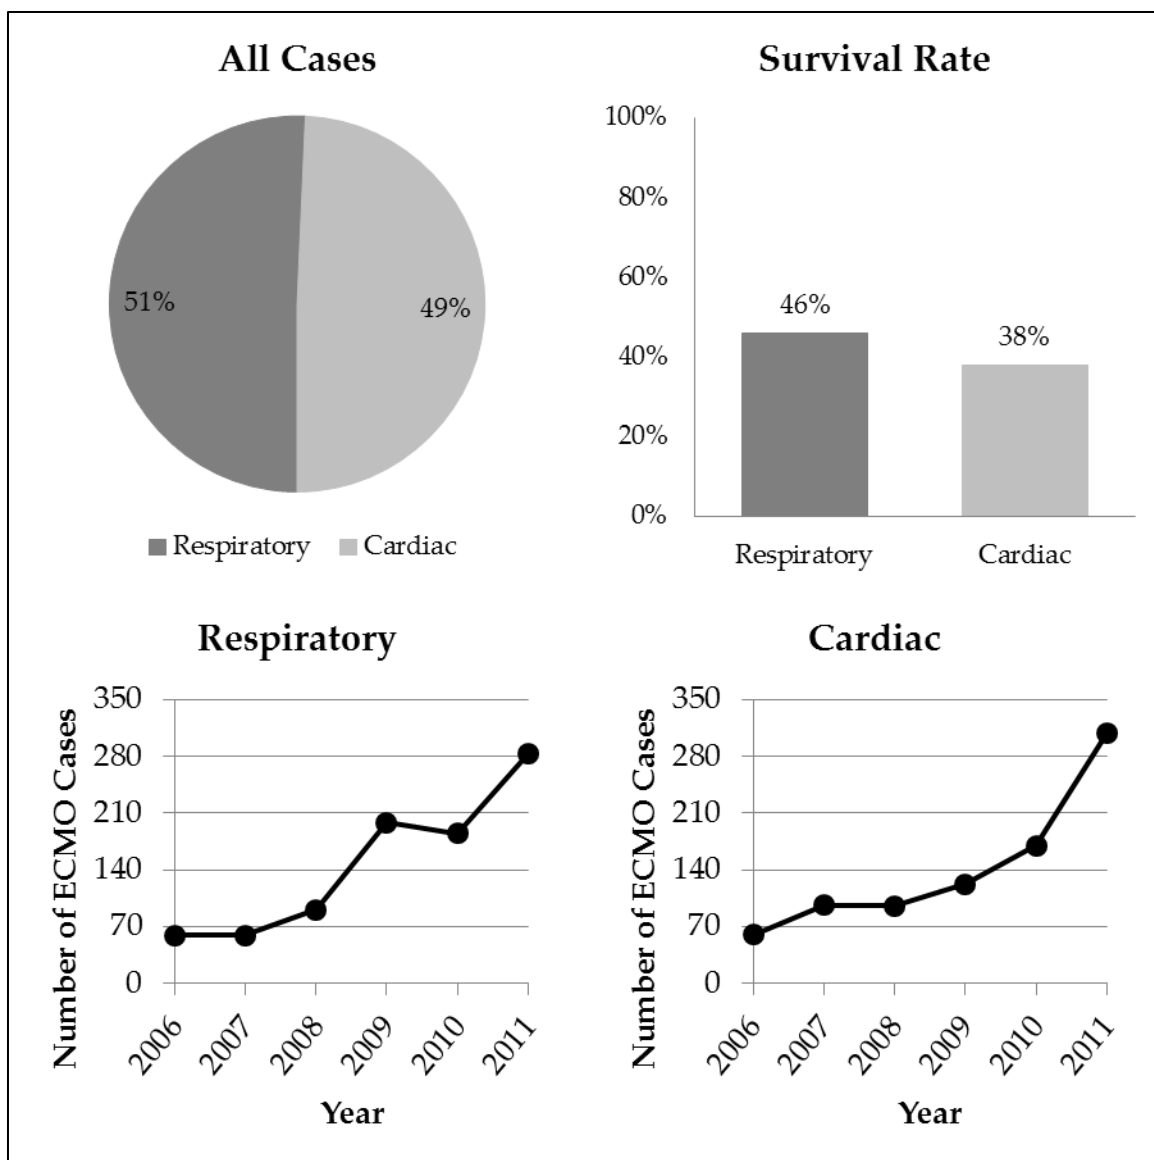 All Cases
51%
49%
Respiratory Cardiac
Survival Rate
100%
80%
60%
40%
20%
0%
46%
38%
Respiratory Cardiac
Respiratory
Number of ECMO Cases
350
280
210
140
70
0
2006 2007 2008 2009 2010 2011
Year
Cardiac
Number of ECMO Cases
350
280
210
140
70
0
2006 2007 2008 2009 2010 2011
Year